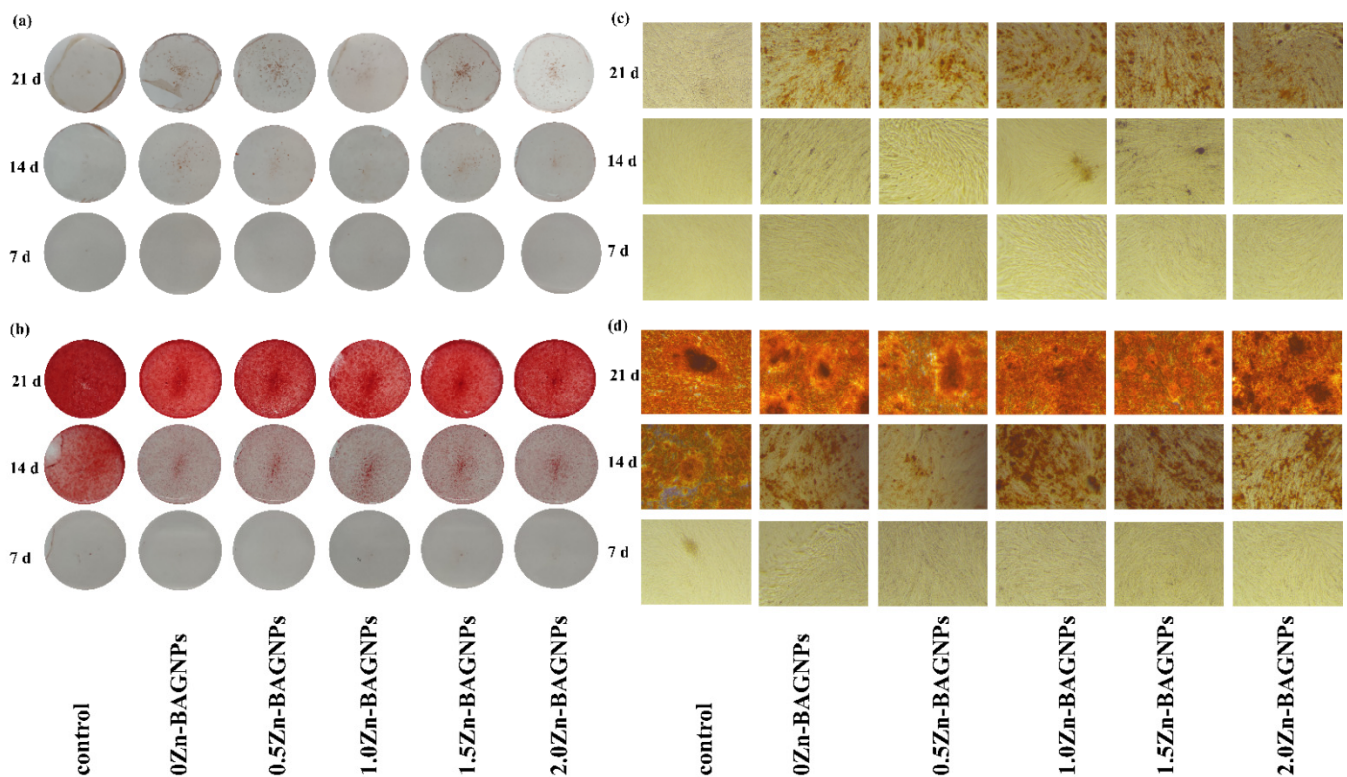 (a)
21 d
14 d
7 d
(c)
21 d
14 d
7 d
(b)
21 d
14 d
7 d
(d)
21 d
14 d
7 d
control
0Zn-BAGNPs
0.5Zn-BAGNPs
1.0Zn-BAGNPs
1.5Zn-BAGNPs
2.0Zn-BAGNPs
control
0Zn-BAGNPs
0.5Zn-BAGNPs
1.0Zn-BAGNPs
1.5Zn-BAGNPs
2.0Zn-BAGNPs